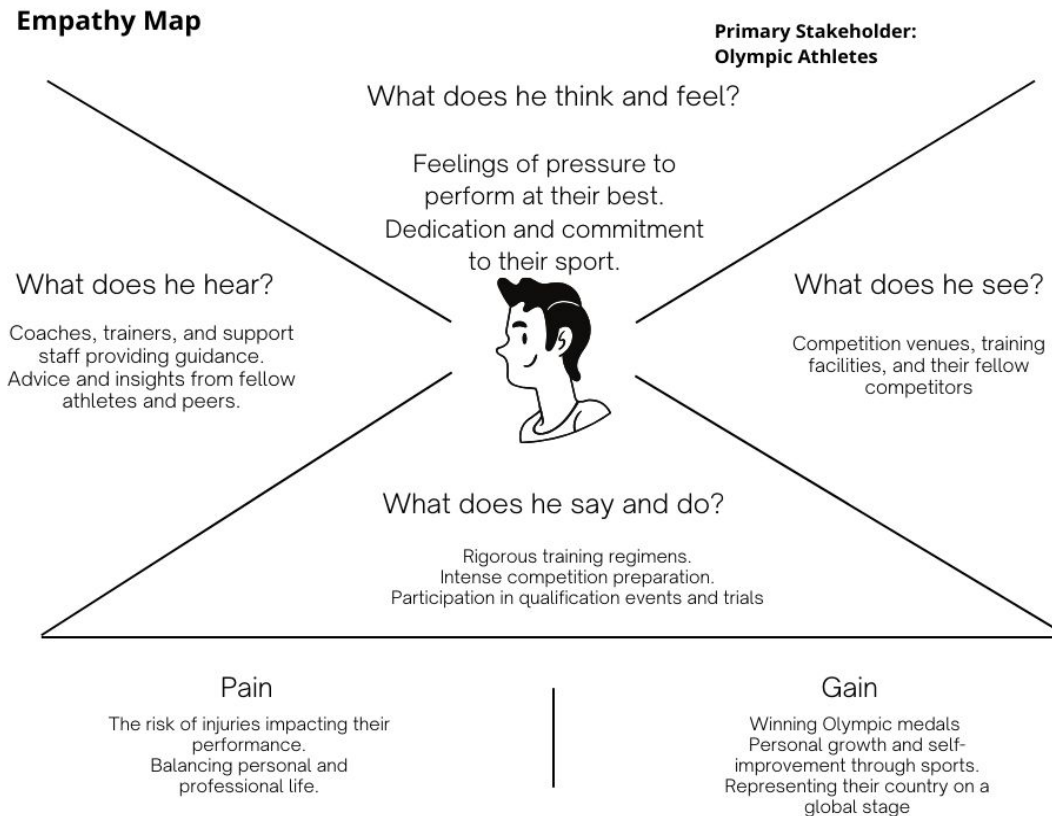 Empathy Map
Primary Stakeholder:
Olympic Athletes
What does he think and feel?
Feelings of pressure to
perform at their best.
Dedication and commitment
to their sport.
What does he hear?
Coaches, trainers, and support
staff providing guidance.
Advice and insights from fellow
athletes and peers.
What does he see?
Competition venues, training
facilities, and their fellow
competitors
What does he say and do?
Rigorous training regimens.
Intense competition preparation.
Participation in qualification events and trials
Pain
The risk of injuries impacting their
performance.
Balancing personal and
professional life.
Gain
Winning Olympic medals
Personal growth and self-
improvement through sports.
Representing their country on a
global stage